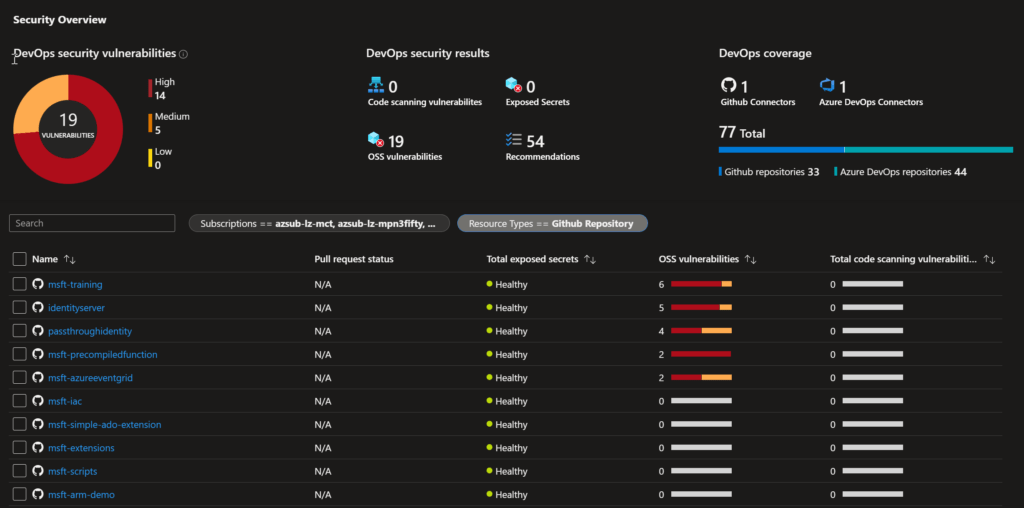 Security Overview
DevOps security vulnerabilities
High
14
Medium
5
Low
0
19
VULNERABILITIES
DevOps security results
0
Code scanning vulnerabilites
0
Exposed Secrets
19
OSS vulnerabilities
54
Recommendations
DevOps coverage
1
Github Connectors
1
Azure DevOps Connectors
77 Total
Github repositories 33
Azure DevOps repositories 44
Search
Subscriptions == azsub-lz-mct, azsub-lz-mpn3fifty, ...
Resource Types == Github Repository
Name Pull request status Total exposed secrets OSS vulnerabilities Total code scanning vulnerabiliti...
msft-training N/A Healthy 6 0
identityserver N/A Healthy 5 0
passthroughidentity N/A Healthy 4 0
msft-precompiledfunction N/A Healthy 2 0
msft-azureeventgrid N/A Healthy 2 0
msft-iac N/A Healthy 0 0
msft-simple-ado-extension N/A Healthy 0 0
msft-extensions N/A Healthy 0 0
msft-scripts N/A Healthy 0 0
msft-arm-demo N/A Healthy 0 0